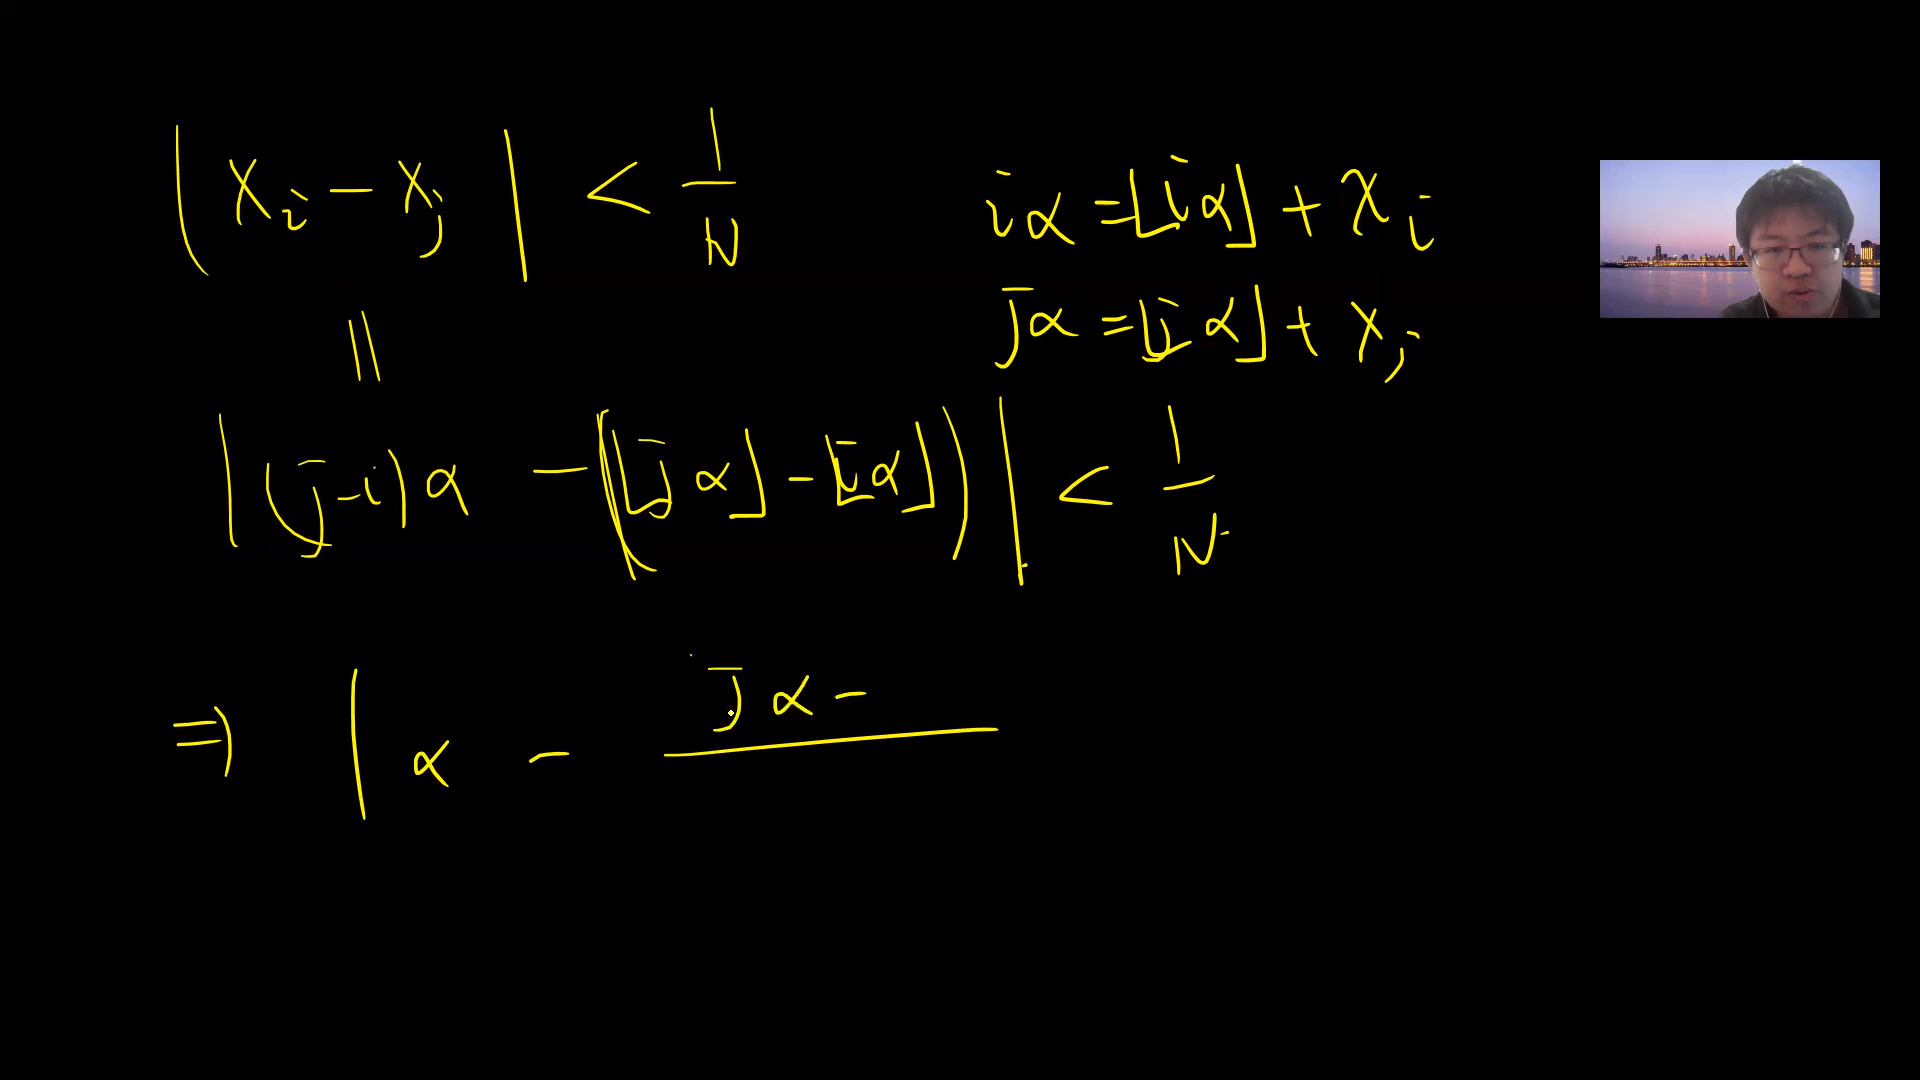 |x_i - x_j| < 1/N
iα = ⌊iα⌋ + x_i
jα = ⌊jα⌋ + x_j
||
|(j-i)α - (⌊jα⌋ - ⌊iα⌋)| < 1/N
⇒ | α - jα -